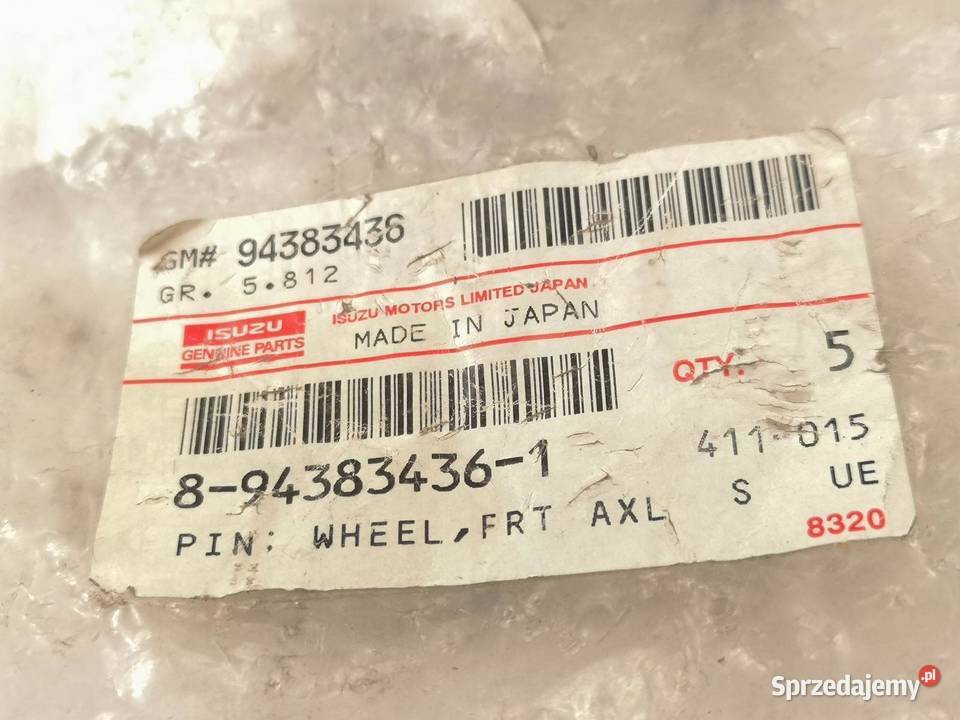 GM# 94383436
GR. 5.812
ISUZU
GENUINE PARTS
ISUZU MOTORS LIMITED JAPAN
MADE IN JAPAN
QTY. 5
8-94383436-1
411-015
PIN: WHEEL, FRT AXL S UE
8320
Sprzedajemy.pl